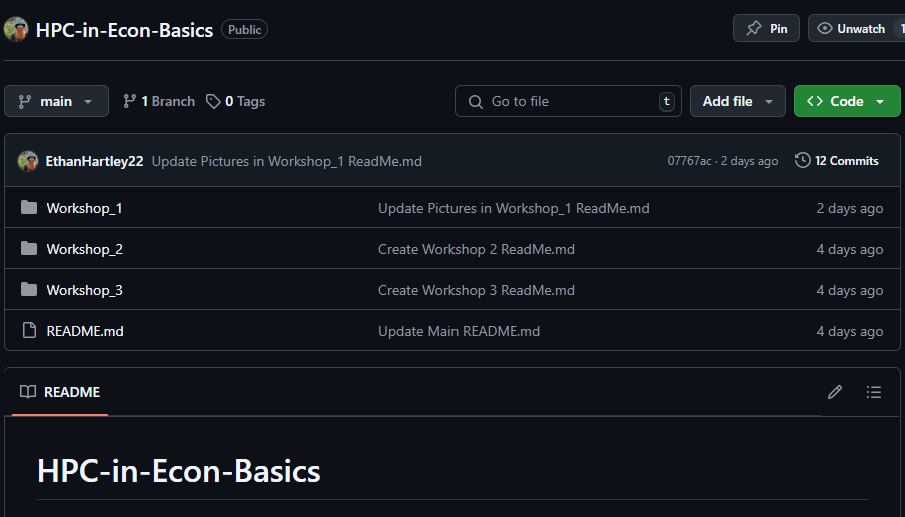 HPC-in-Econ-Basics Public Pin Unwatch 1
main 1 Branch 0 Tags Go to file t Add file Code
EthanHartley22 Update Pictures in Workshop_1 ReadMe.md 07767ac · 2 days ago 12 Commits
Workshop_1 Update Pictures in Workshop_1 ReadMe.md 2 days ago
Workshop_2 Create Workshop 2 ReadMe.md 4 days ago
Workshop_3 Create Workshop 3 ReadMe.md 4 days ago
README.md Update Main README.md 4 days ago
README
HPC-in-Econ-Basics